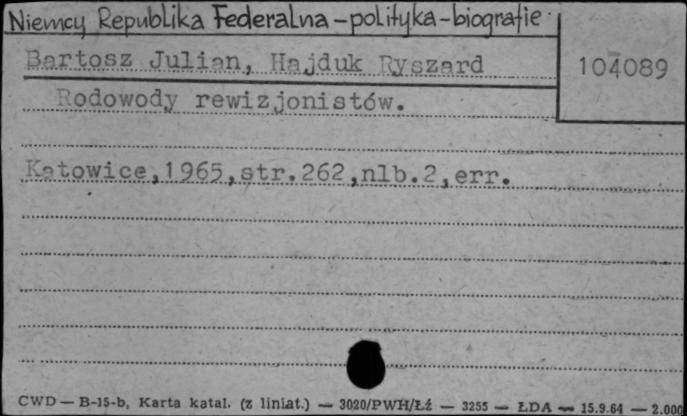 Niemcy Republika Federalna-polityka-biografie
Bartosz Julian, Hajduk Ryszard
104089
Rodowody rewizjonistów.
Katowice,1965,str.262,nlb.2,err.
CWD — B-15-b, Karta katal. (z liniat.) — 3020/PWH/Łź — 3255 — ŁDA — 15.9.64 — 2.000